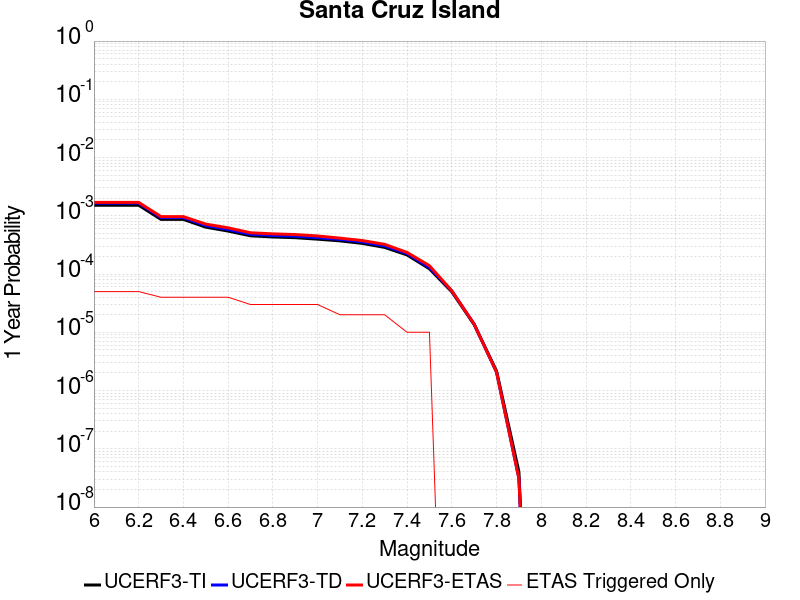 Santa Cruz Island
1 Year Probability
10^0
10^-1
10^-2
10^-3
10^-4
10^-5
10^-6
10^-7
10^-8
6 6.2 6.4 6.6 6.8 7 7.2 7.4 7.6 7.8 8 8.2 8.4 8.6 8.8 9
Magnitude
UCERF3-TI UCERF3-TD UCERF3-ETAS ETAS Triggered Only